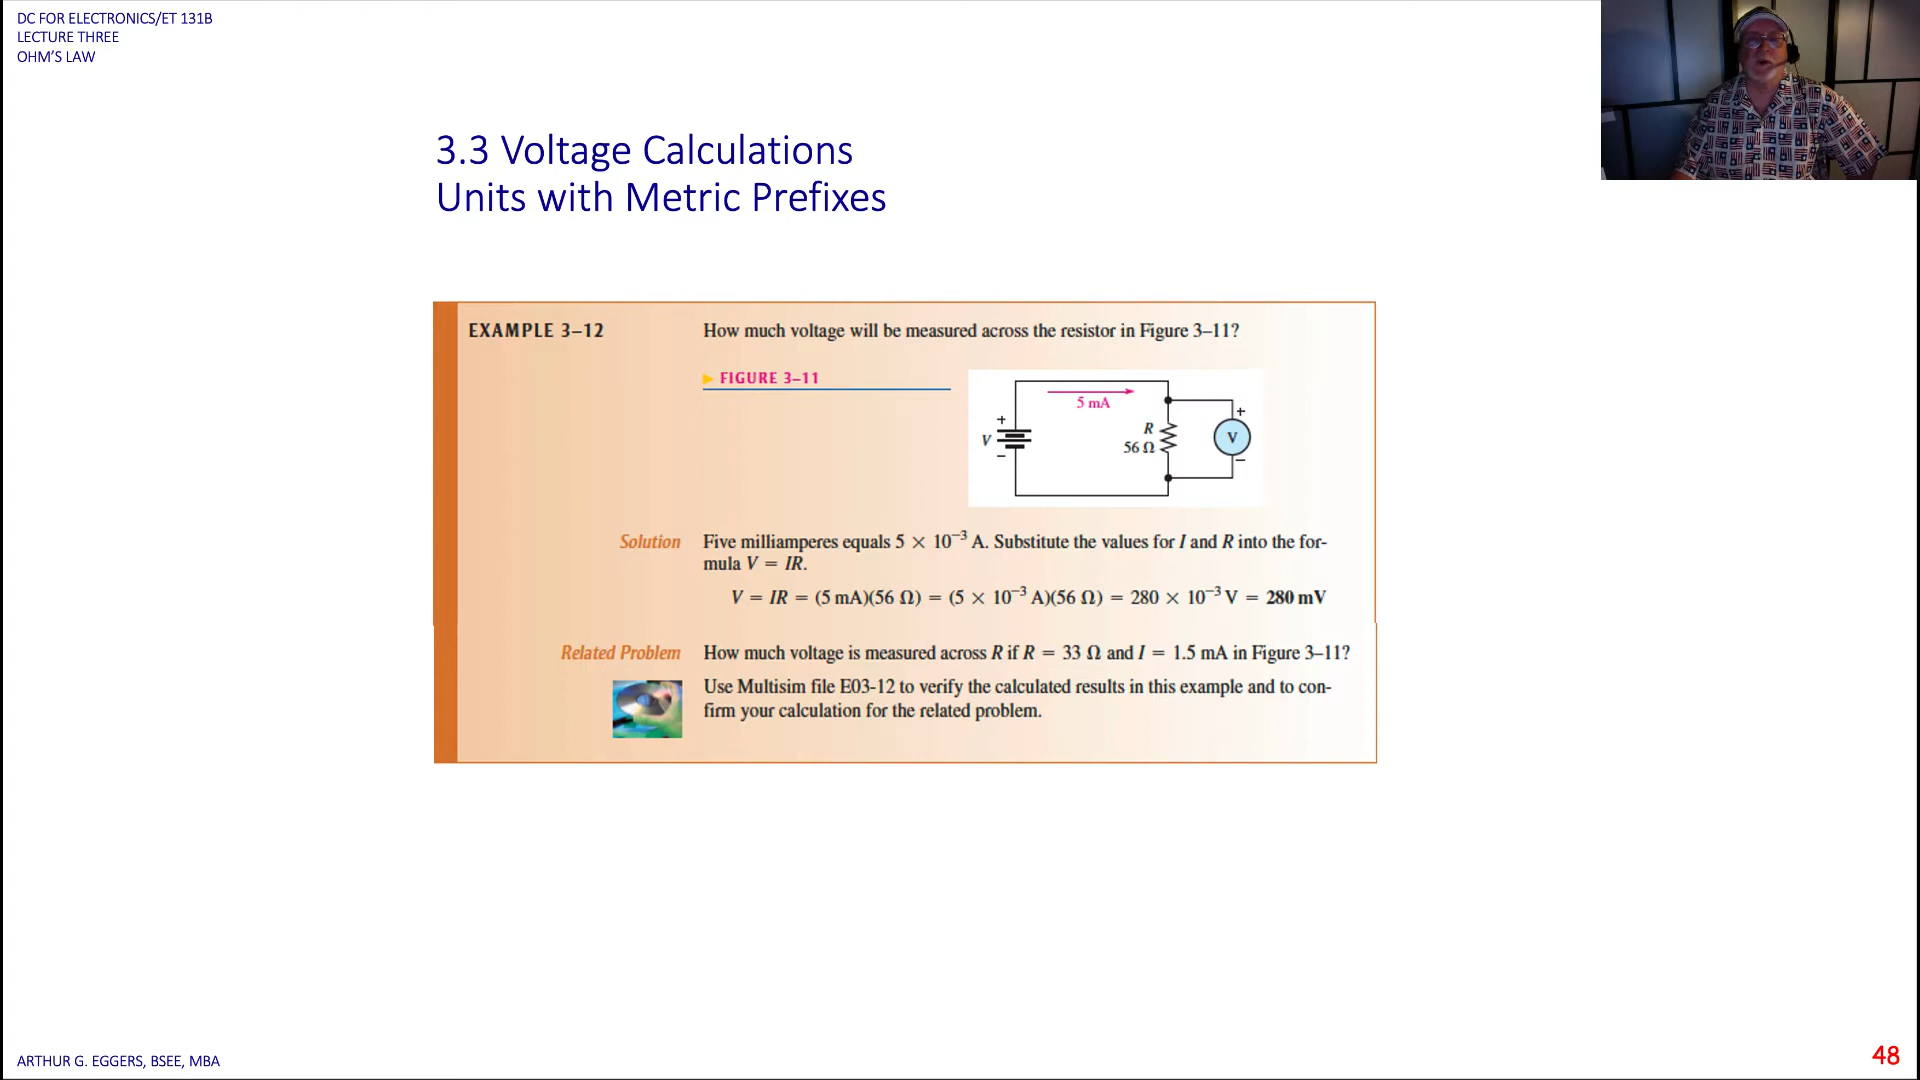 DC FOR ELECTRONICS/ET 131B
LECTURE THREE
OHM'S LAW
3.3 Voltage Calculations
Units with Metric Prefixes
EXAMPLE 3–12
How much voltage will be measured across the resistor in Figure 3–11?
▶ FIGURE 3–11
5 mA
+
V
–
R
56 Ω
+
V
–
Solution
Five milliamperes equals 5 × 10⁻³ A. Substitute the values for I and R into the for-
mula V = IR.
V = IR = (5 mA)(56 Ω) = (5 × 10⁻³ A)(56 Ω) = 280 × 10⁻³ V = 280 mV
Related Problem
How much voltage is measured across R if R = 33 Ω and I = 1.5 mA in Figure 3–11?
Use Multisim file E03-12 to verify the calculated results in this example and to con-
firm your calculation for the related problem.
ARTHUR G. EGGERS, BSEE, MBA
48